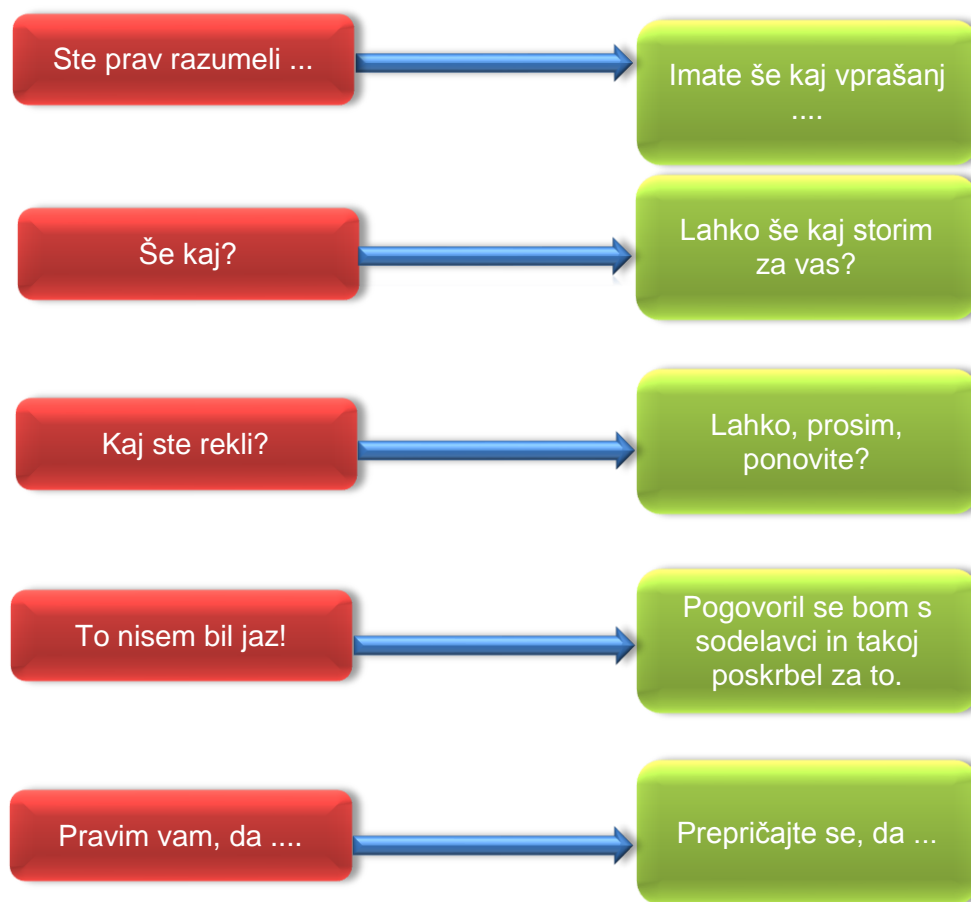 Ste prav razumeli ...
Imate še kaj vprašanj
....
Še kaj?
Lahko še kaj storim
za vas?
Kaj ste rekli?
Lahko, prosim,
ponovite?
To nisem bil jaz!
Pogovoril se bom s
sodelavci in takoj
poskrbel za to.
Pravim vam, da ....
Prepričajte se, da ...